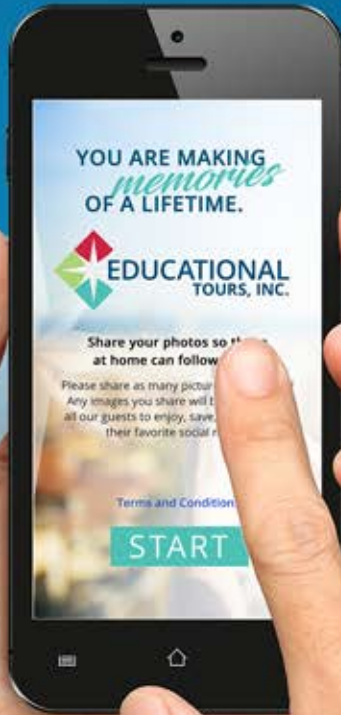 YOU ARE MAKING
memories
OF A LIFETIME.
EDUCATIONAL
TOURS, INC.
Share your photos so
at home can follow
Please share as many
Any images you share will
all our guests to enjoy, save,
their favorite social
Terms and Condition
START